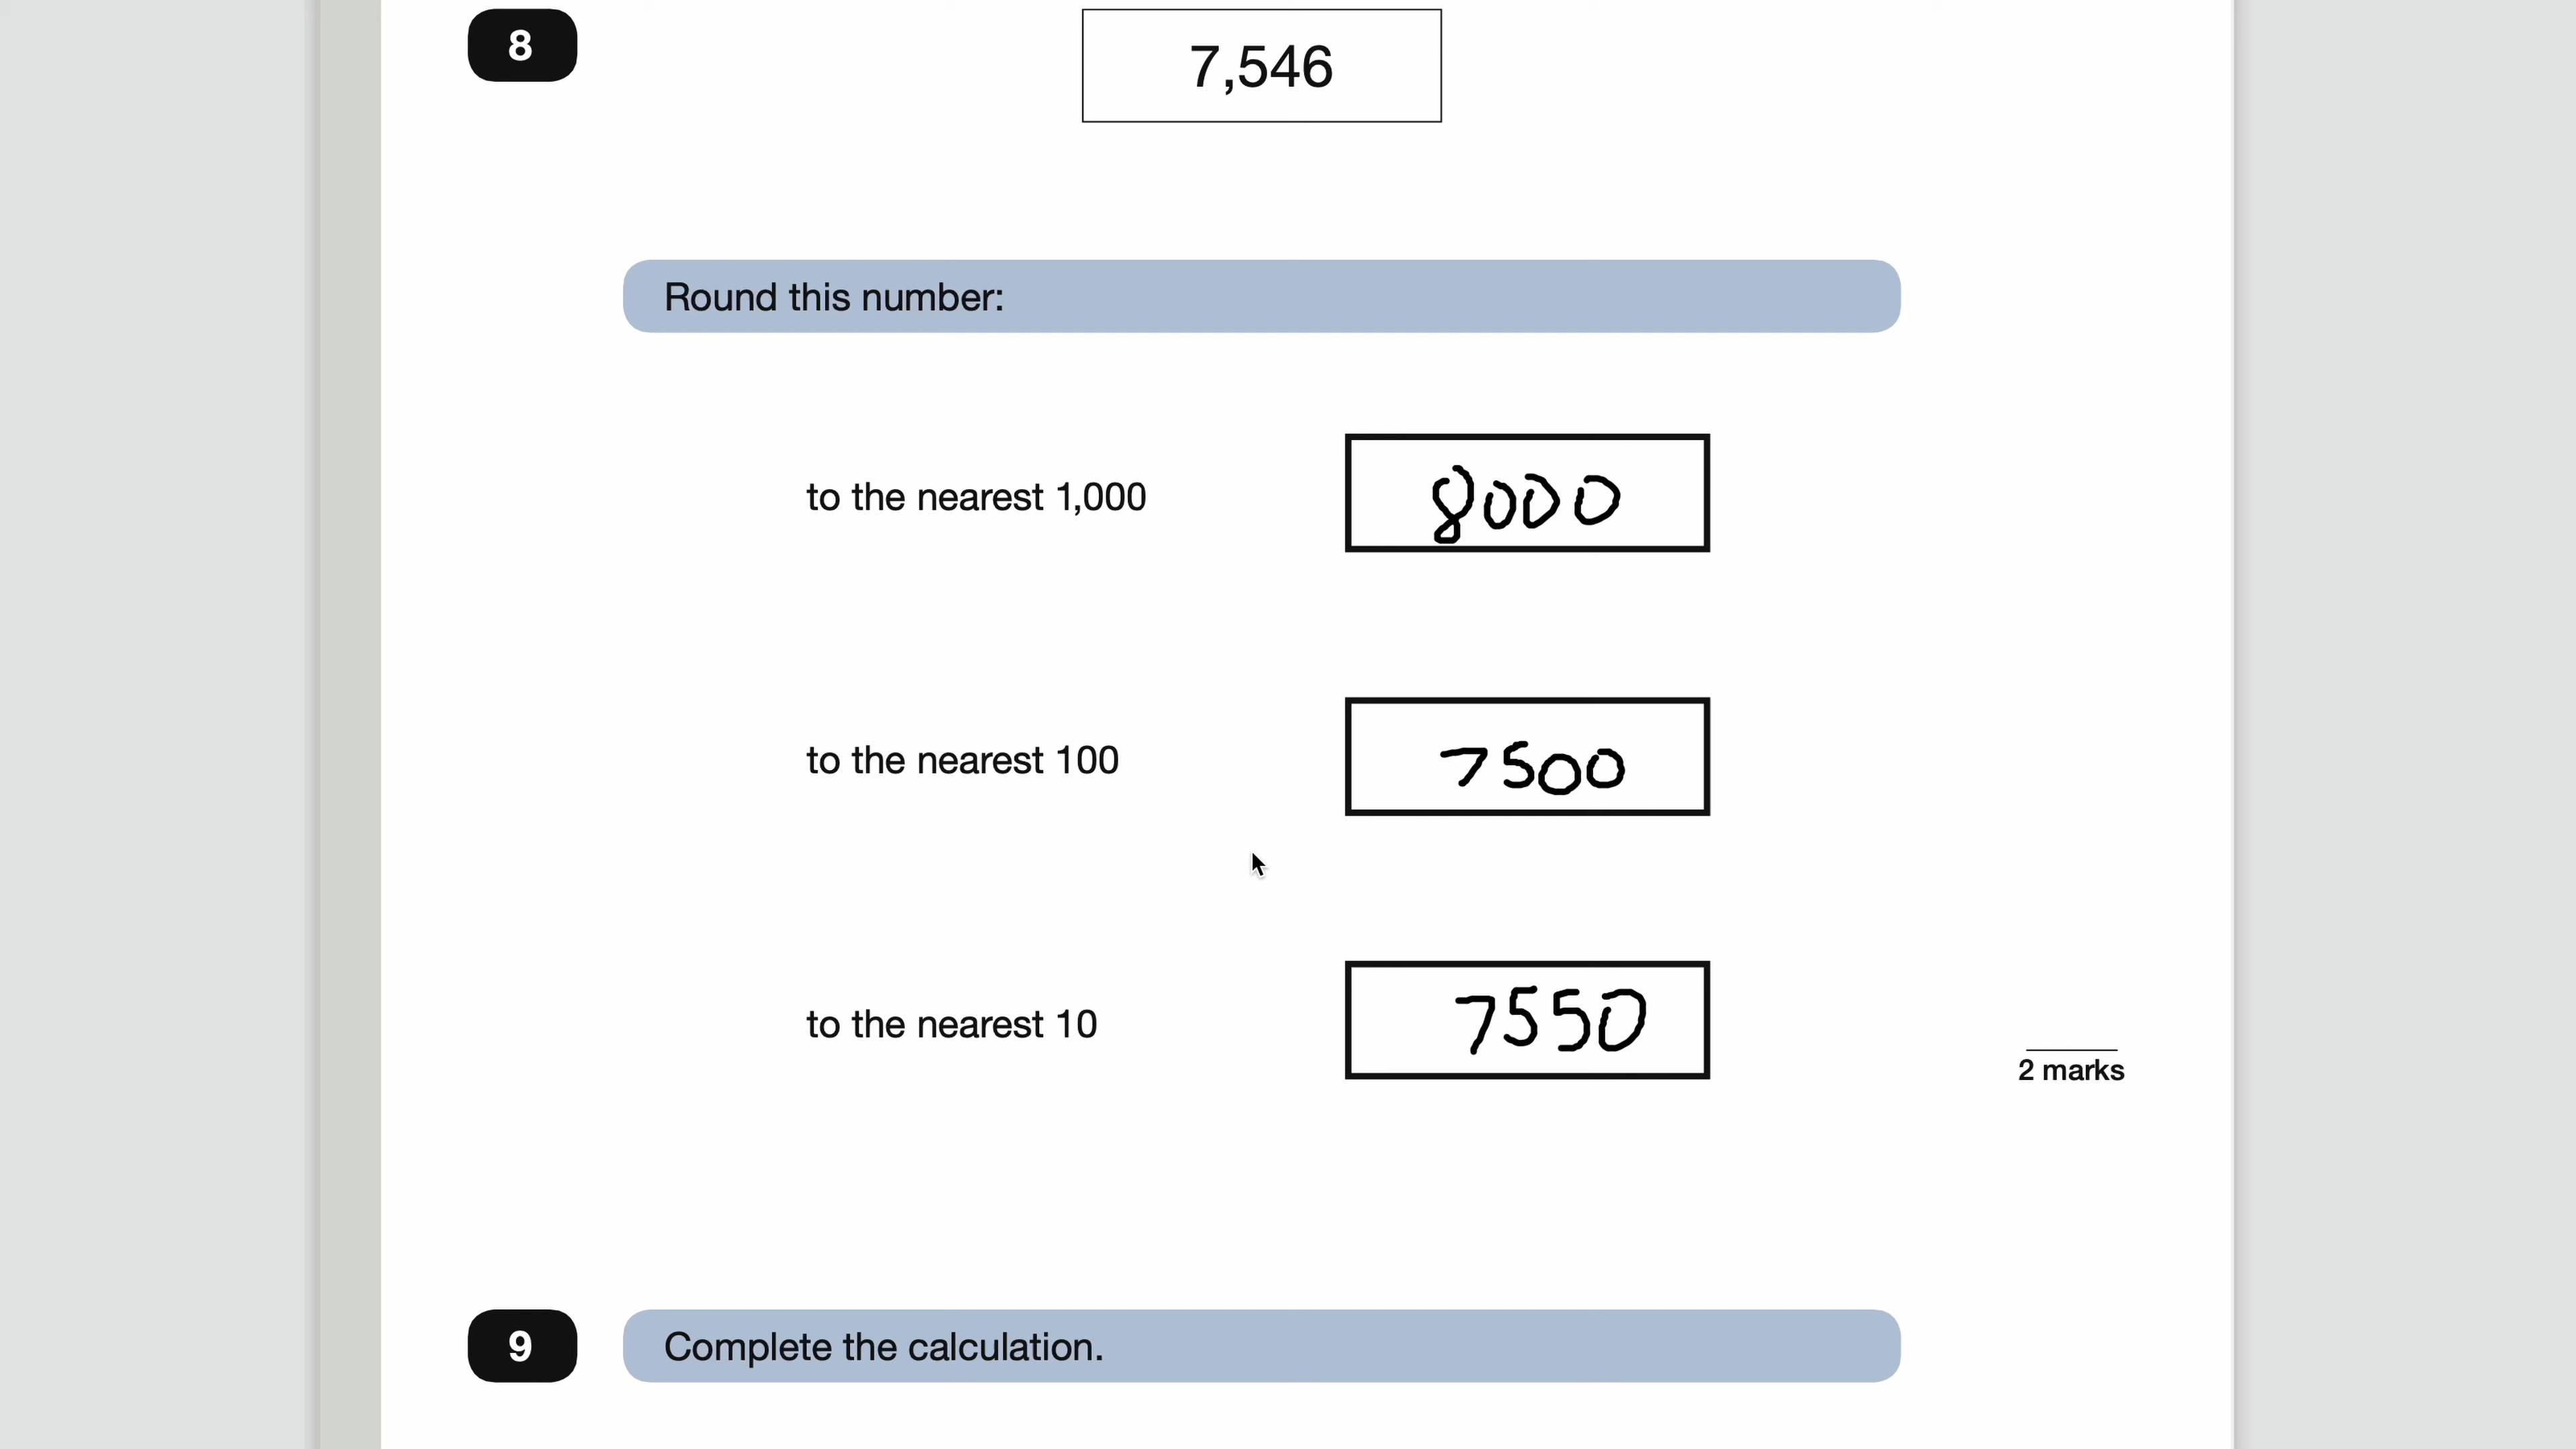 8
7,546
Round this number:
to the nearest 1,000
8000
to the nearest 100
7500
to the nearest 10
7550
2 marks
9
Complete the calculation.